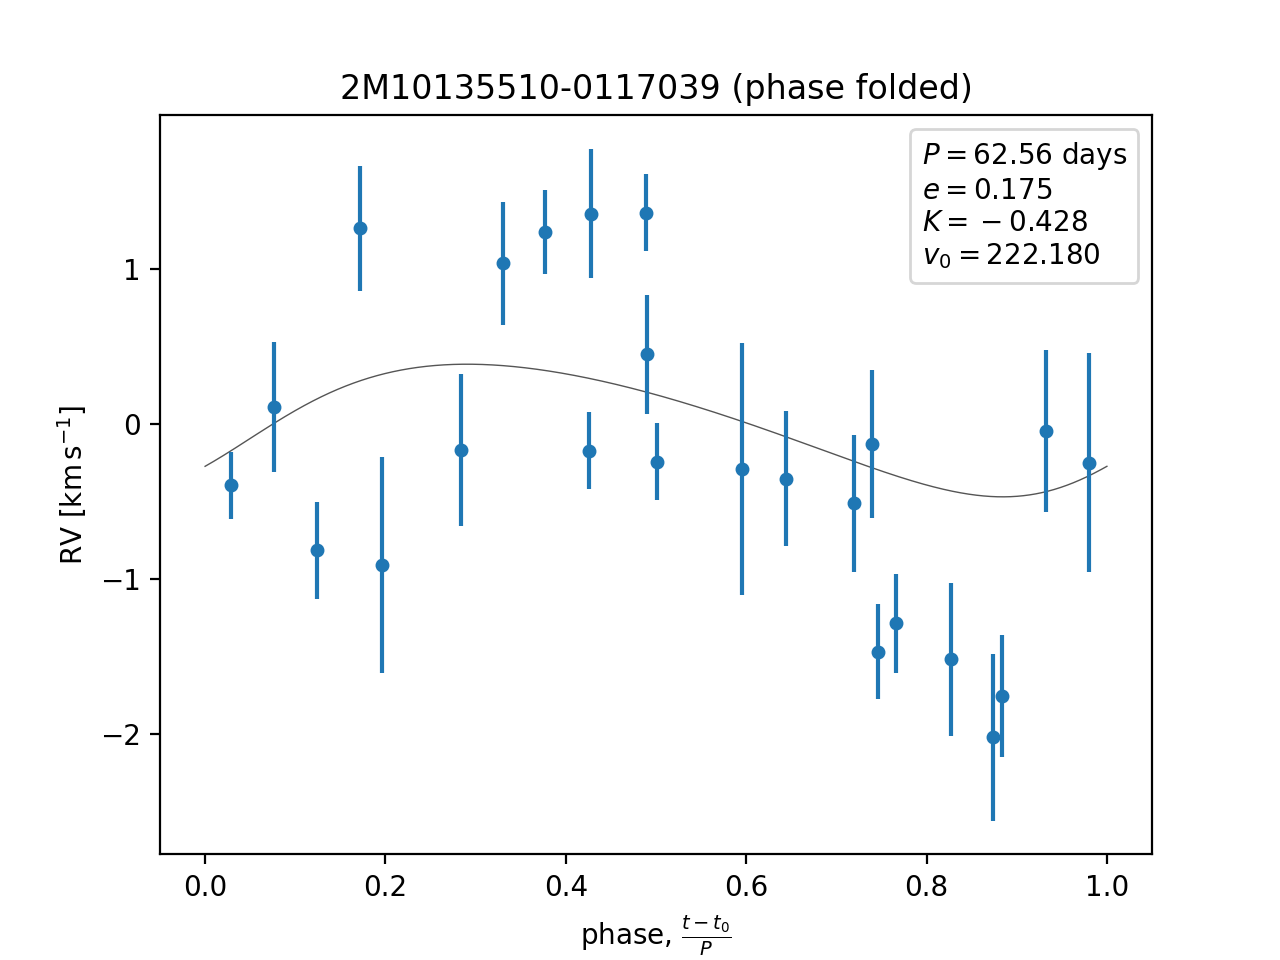 2M10135510-0117039 (phase folded)
P = 62.56 days
e = 0.175
K = −0.428
v₀ = 222.180
1
0
−1
−2
RV [km s⁻¹]
0.0 0.2 0.4 0.6 0.8 1.0
phase, (t − t₀)/P